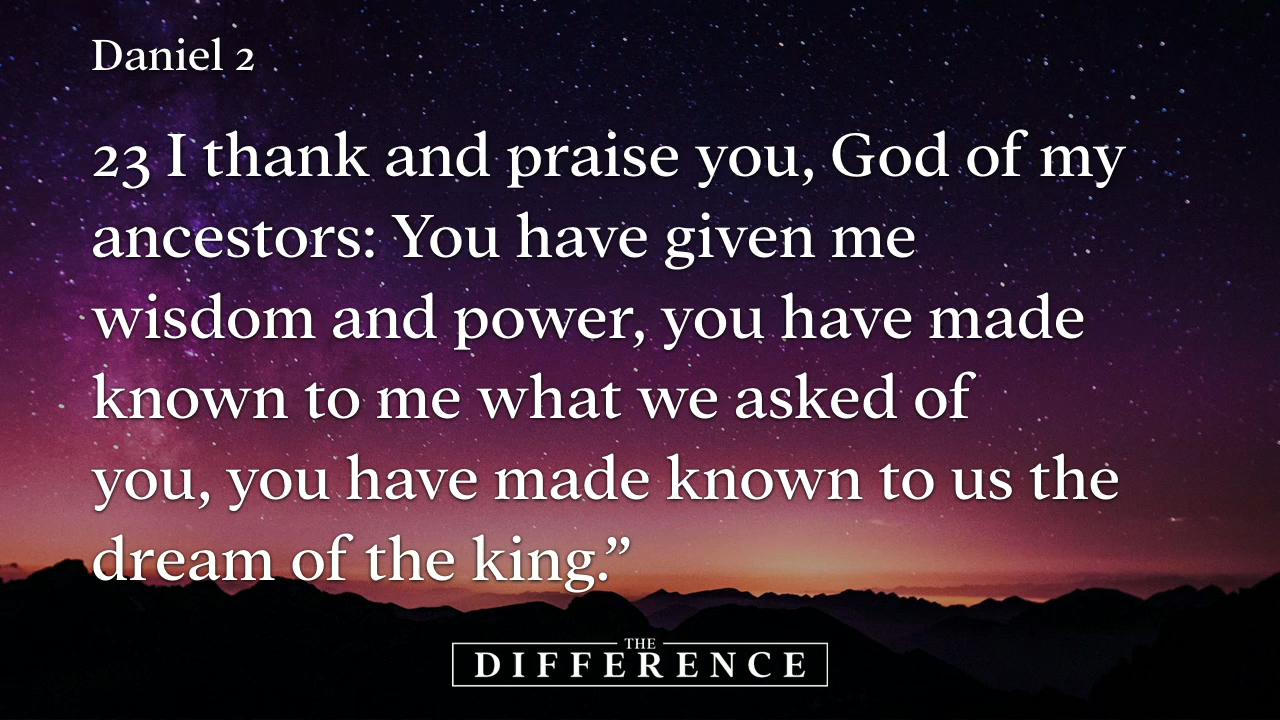 Daniel 2
23 I thank and praise you, God of my
ancestors: You have given me
wisdom and power, you have made
known to me what we asked of
you, you have made known to us the
dream of the king.”
THE
DIFFERENCE